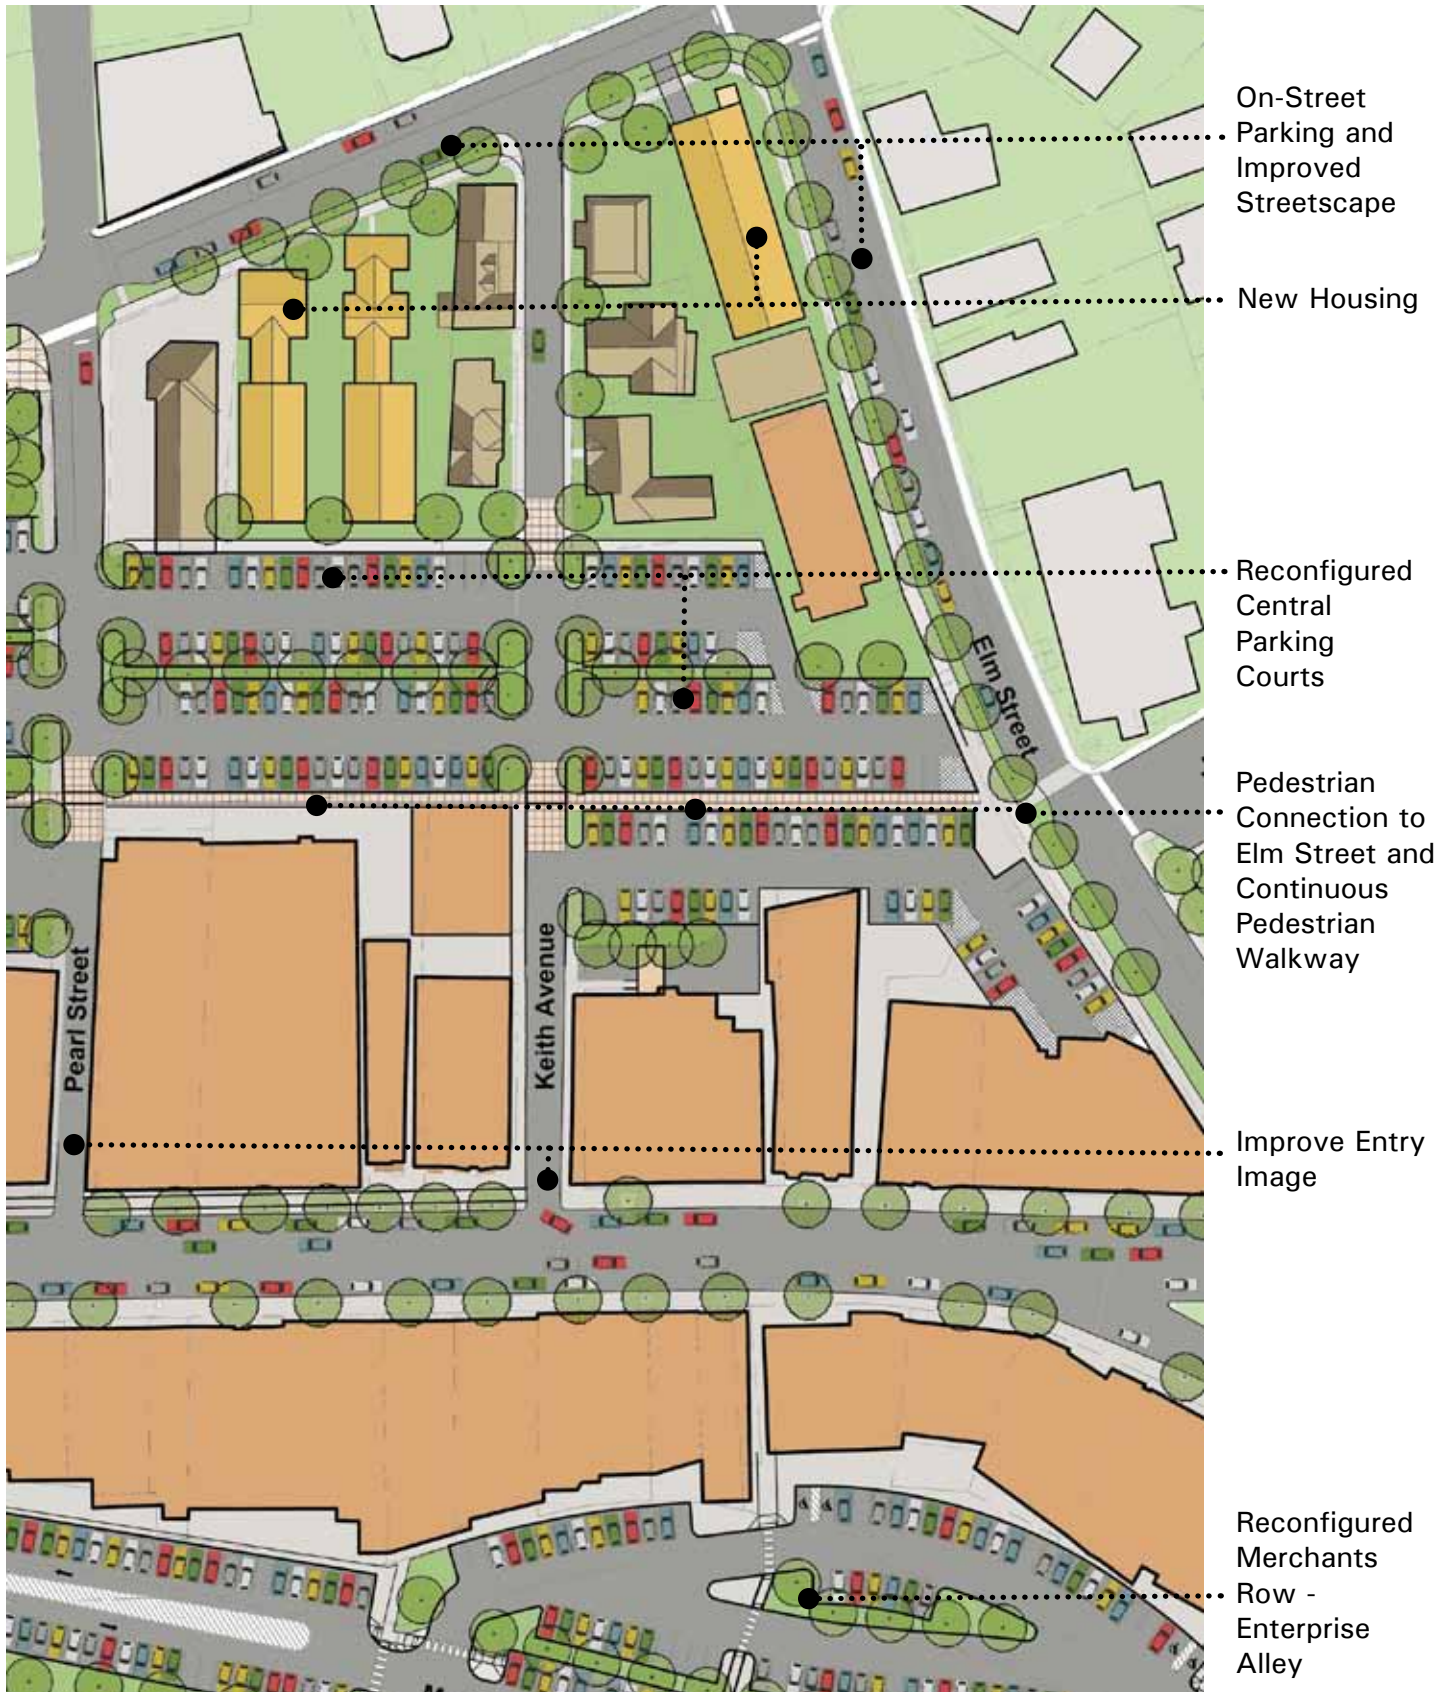 On-Street
Parking and
Improved
Streetscape
New Housing
Reconfigured
Central
Parking
Courts
Elm Street
Pedestrian
Connection to
Elm Street and
Continuous
Pedestrian
Walkway
Pearl Street
Keith Avenue
Improve Entry
Image
Reconfigured
Merchants
Row -
Enterprise
Alley